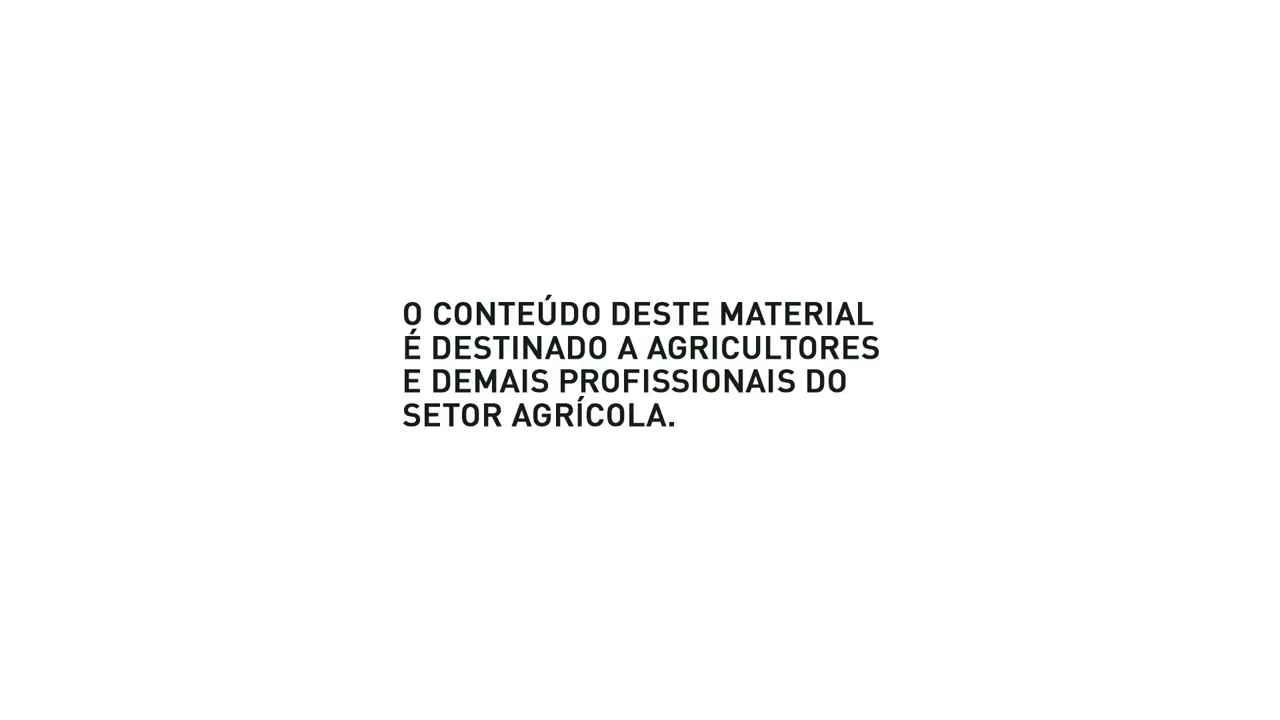 O CONTEÚDO DESTE MATERIAL
É DESTINADO A AGRICULTORES
E DEMAIS PROFISSIONAIS DO
SETOR AGRÍCOLA.